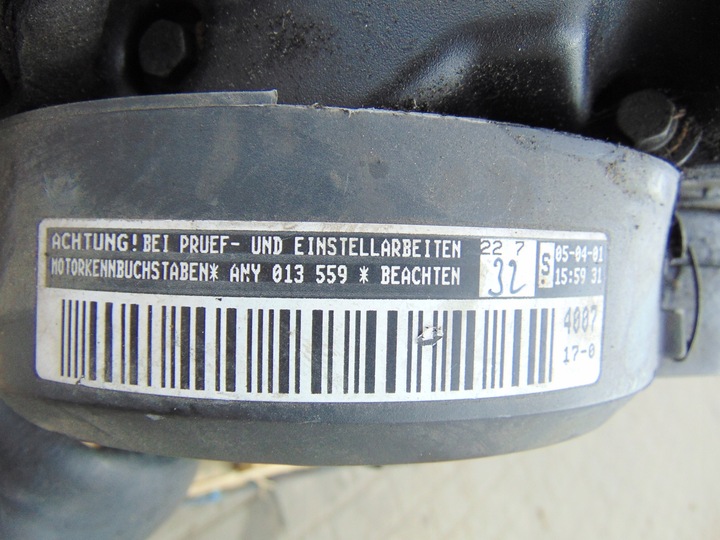 ACHTUNG! BEI PRUEF- UND EINSTELLARBEITEN 22 7 S 05-04-01
MOTORKENNBUCHSTABEN* ANY 013 559 * BEACHTEN 32 15:59 31
4007
17-0